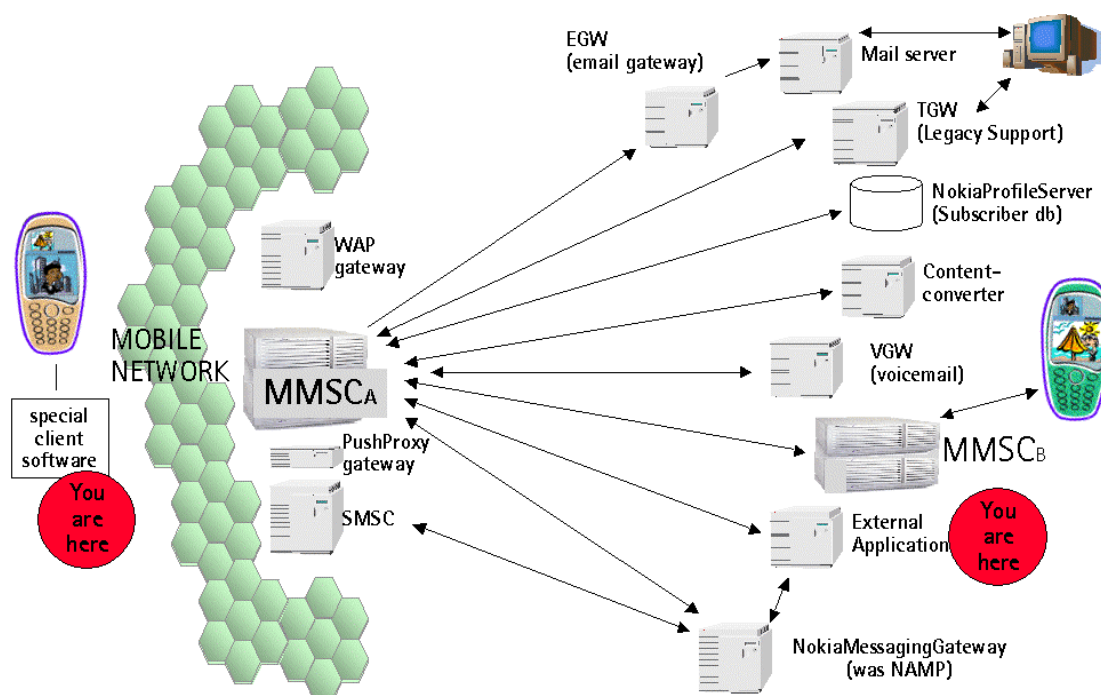 EGW
(email gateway)
Mail server
TGW
(Legacy Support)
NokiaProfileServer
(Subscriber db)
WAP
gateway
Content-
converter
MOBILE
NETWORK
MMSCA
VGW
(voicemail)
special
client
software
PushProxy
gateway
MMSCB
You
are
here
SMSC
External
Application
You
are
here
NokiaMessagingGateway
(was NAMP)